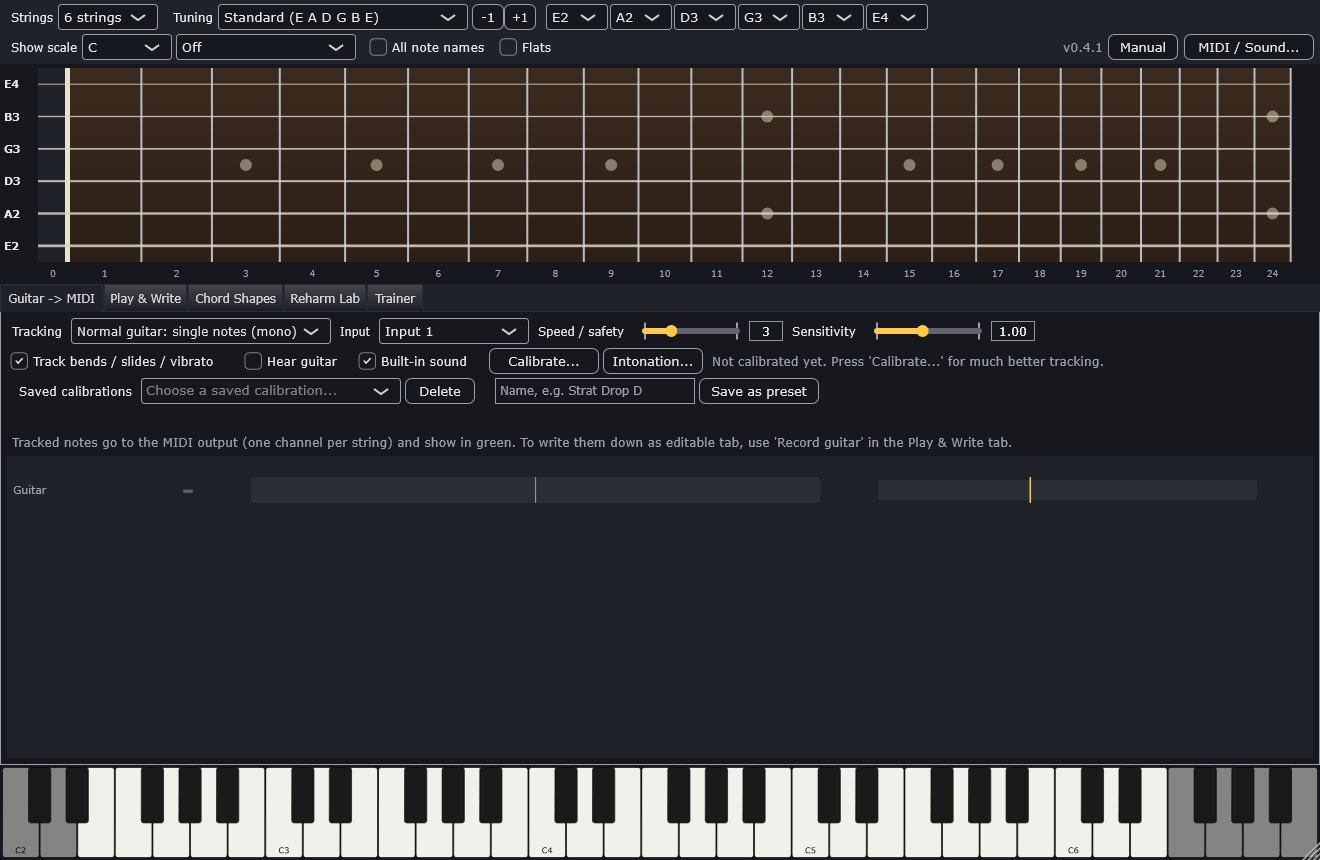 Strings 6 strings Tuning Standard (E A D G B E) -1 +1 E2 A2 D3 G3 B3 E4
Show scale C Off All note names Flats v0.4.1 Manual MIDI / Sound...
E4
B3
G3
D3
A2
E2
0 1 2 3 4 5 6 7 8 9 10 11 12 13 14 15 16 17 18 19 20 21 22 23 24
Guitar -> MIDI Play & Write Chord Shapes Reharm Lab Trainer
Tracking Normal guitar: single notes (mono) Input Input 1 Speed / safety 3 Sensitivity 1.00
Track bends / slides / vibrato Hear guitar Built-in sound Calibrate... Intonation... Not calibrated yet. Press 'Calibrate...' for much better tracking.
Saved calibrations Choose a saved calibration... Delete Name, e.g. Strat Drop D Save as preset
Tracked notes go to the MIDI output (one channel per string) and show in green. To write them down as editable tab, use 'Record guitar' in the Play & Write tab.
Guitar
C2 C3 C4 C5 C6